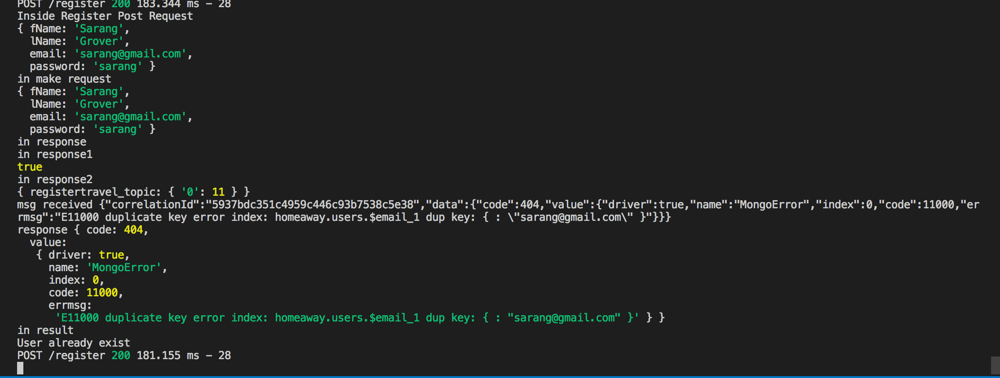 POST /register 200 183.344 ms - 28
Inside Register Post Request
{ fName: 'Sarang',
  lName: 'Grover',
  email: 'sarang@gmail.com',
  password: 'sarang' }
in make request
{ fName: 'Sarang',
  lName: 'Grover',
  email: 'sarang@gmail.com',
  password: 'sarang' }
in response
in response1
true
in response2
{ registertravel_topic: { '0': 11 } }
msg received {"correlationId":"5937bdc351c4959c446c93b7538c5e38","data":{"code":404,"value":{"driver":true,"name":"MongoError","index":0,"code":11000,"er
rmsg":"E11000 duplicate key error index: homeaway.users.$email_1 dup key: { : \"sarang@gmail.com\" }"}}}
response { code: 404,
  value:
   { driver: true,
     name: 'MongoError',
     index: 0,
     code: 11000,
     errmsg:
      'E11000 duplicate key error index: homeaway.users.$email_1 dup key: { : "sarang@gmail.com" }' } }
in result
User already exist
POST /register 200 181.155 ms - 28